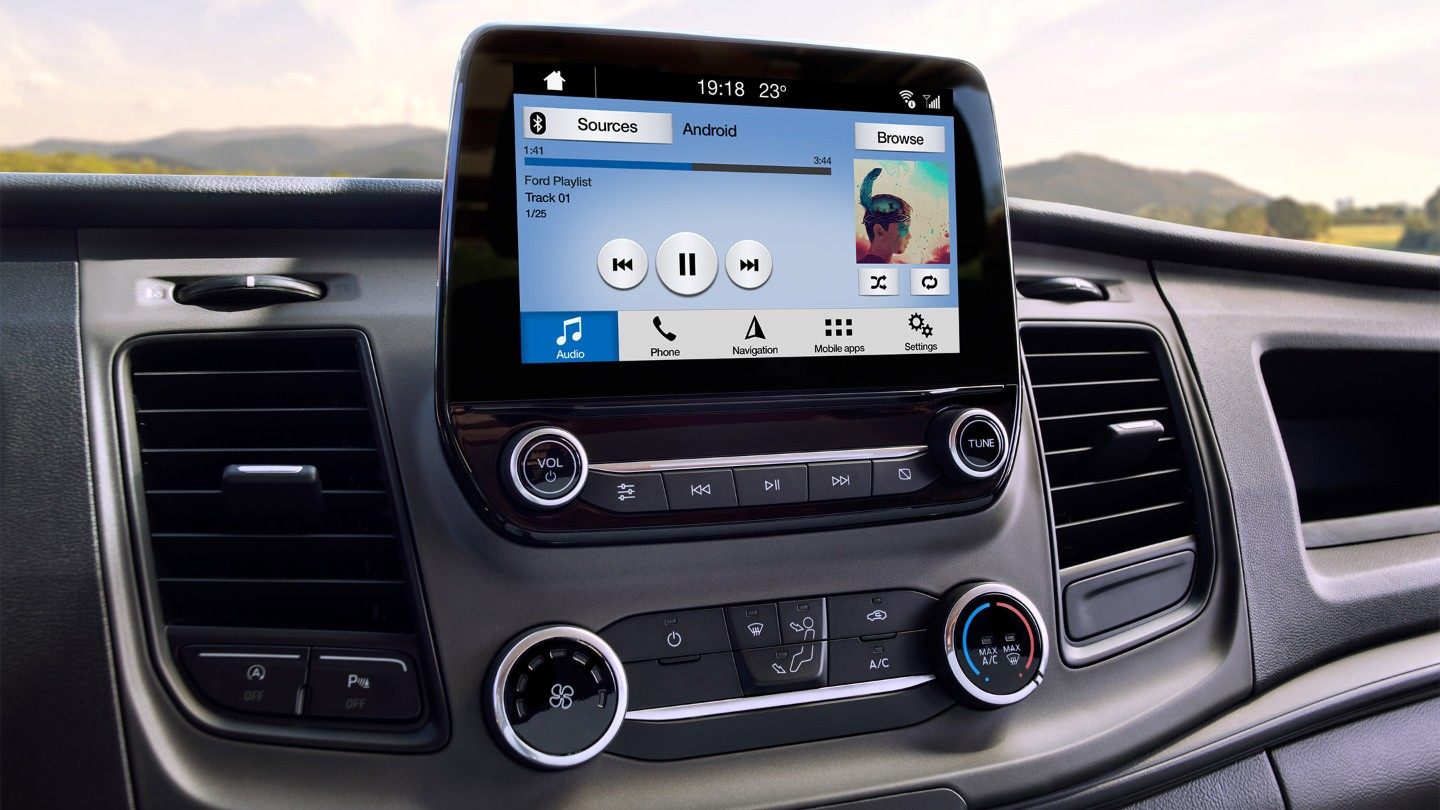 19:18 23º
Sources
Android
Browse
1:41
3:44
Ford Playlist
Track 01
1/25
Audio
Phone
Navigation
Mobile apps
Settings
VOL
TUNE
A/C
MAX A/C
MAX
A
OFF
P
OFF